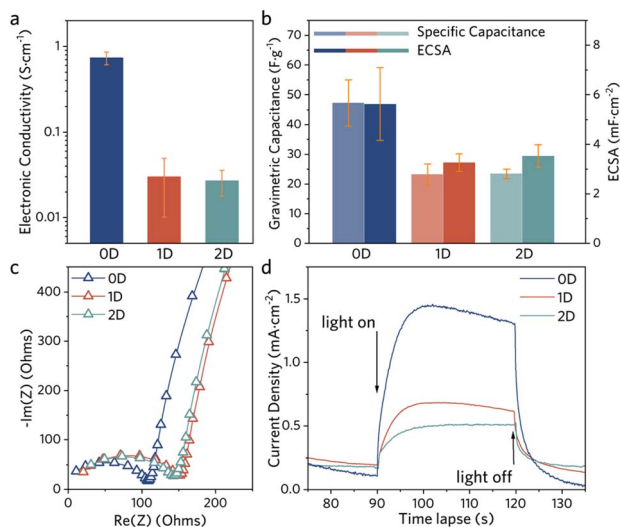 a
Electronic Conductivity (S·cm⁻¹)
1
0.1
0.01
0D 1D 2D
b
Gravimetric Capacitance (F·g⁻¹)
70
60
50
40
30
20
10
0
Specific Capacitance
ECSA
8
6
4
2
0
ECSA (mF·cm⁻²)
0D 1D 2D
c
-Im(Z) (Ohms)
400
300
200
100
0
0D
1D
2D
0 100 200
Re(Z) (Ohms)
d
Current Density (mA·cm⁻²)
1.5
1.0
0.5
0.0
light on
0D
1D
2D
light off
80 90 100 110 120 130
Time lapse (s)